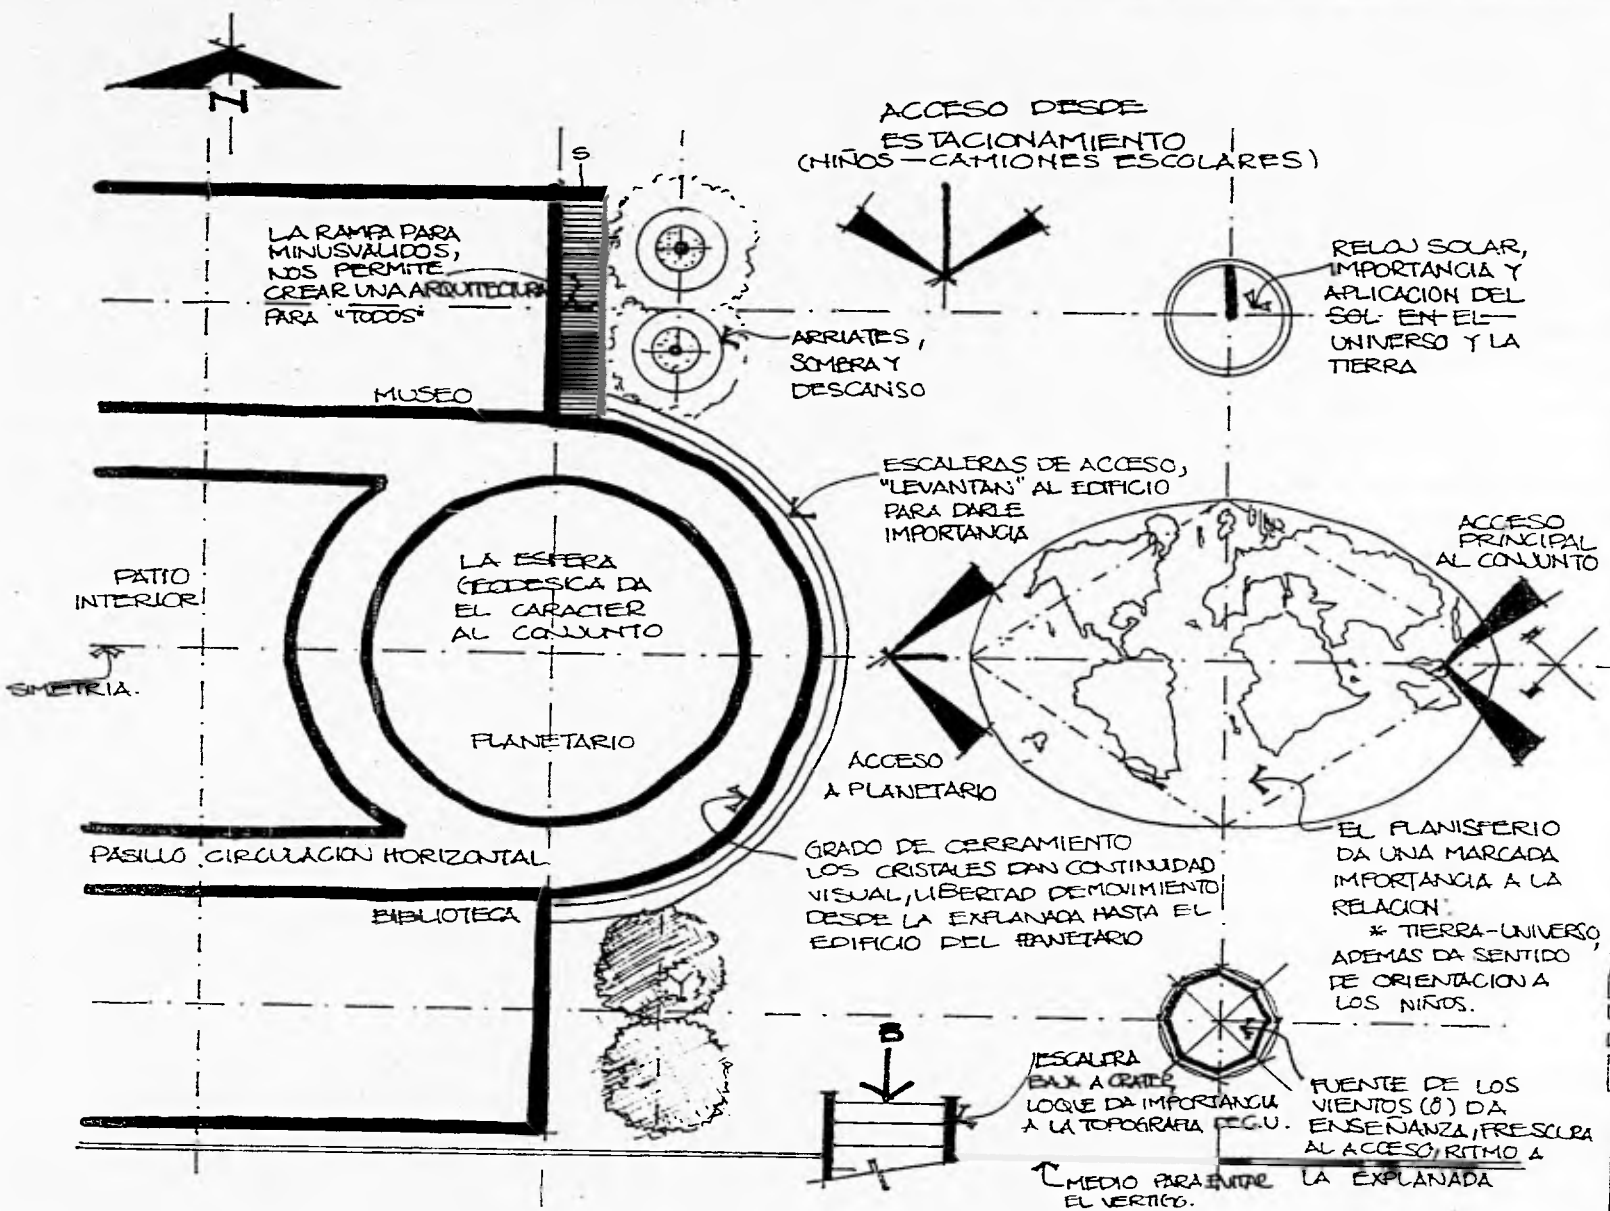 N
ACCESO DESDE
ESTACIONAMIENTO
(NIÑOS-CAMIONES ESCOLARES)
S
LA RAMPA PARA
MINUSVALIDOS,
NOS PERMITE
CREAR UNA ARQUITECTURA
PARA "TODOS"
RELOJ SOLAR,
IMPORTANCIA Y
APLICACION DEL
SOL EN EL
UNIVERSO Y LA
TIERRA
ARRIATES,
SOMBRA Y
DESCANSO
MUSEO
ESCALERAS DE ACCESO,
"LEVANTAN" AL EDIFICIO
PARA DARLE
IMPORTANCIA
ACCESO
PRINCIPAL
AL CONJUNTO
LA ESFERA
GEODESICA DA
EL CARACTER
AL CONJUNTO
PATIO
INTERIOR
SIMETRIA.
PLANETARIO
ACCESO
A PLANETARIO
PASILLO CIRCULACION HORIZONTAL
BIBLIOTECA
GRADO DE CERRAMIENTO
LOS CRISTALES DAN CONTINUIDAD
VISUAL, LIBERTAD DE MOVIMIENTO
DESDE LA EXPLANADA HASTA EL
EDIFICIO DEL PLANETARIO
EL PLANISFERIO
DA UNA MARCADA
IMPORTANCIA A LA
RELACION:
* TIERRA-UNIVERSO,
ADEMAS DA SENTIDO
DE ORIENTACION A
LOS NIÑOS.
B
ESCALERA
BAJA A CRATER,
LO QUE DA IMPORTANCIA
A LA TOPOGRAFIA DE C.U.
MEDIO PARA EVITAR
EL VERTIGO.
FUENTE DE LOS
VIENTOS (8) DA
ENSEÑANZA, FRESCURA
AL ACCESO, RITMO A
LA EXPLANADA